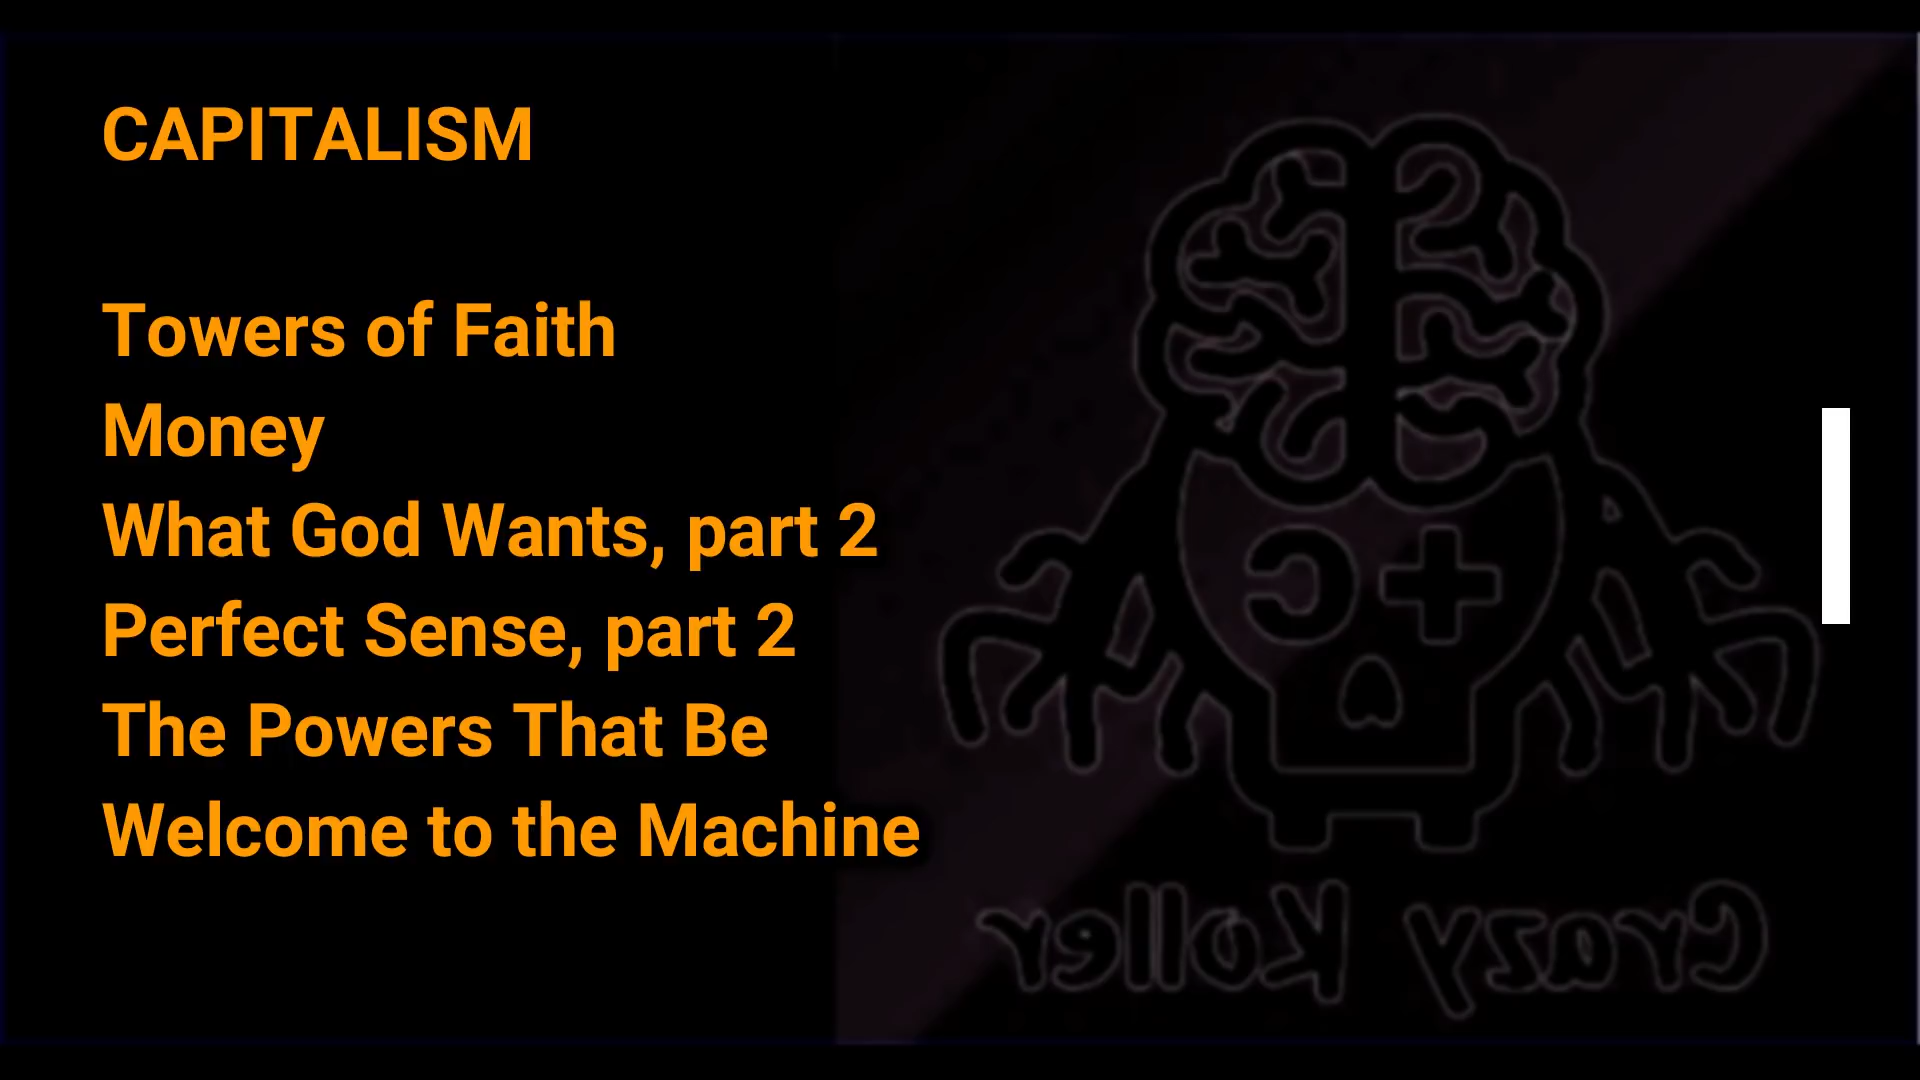 CAPITALISM
Towers of Faith
Money
What God Wants, part 2
Perfect Sense, part 2
The Powers That Be
Welcome to the Machine
Crazy Koller